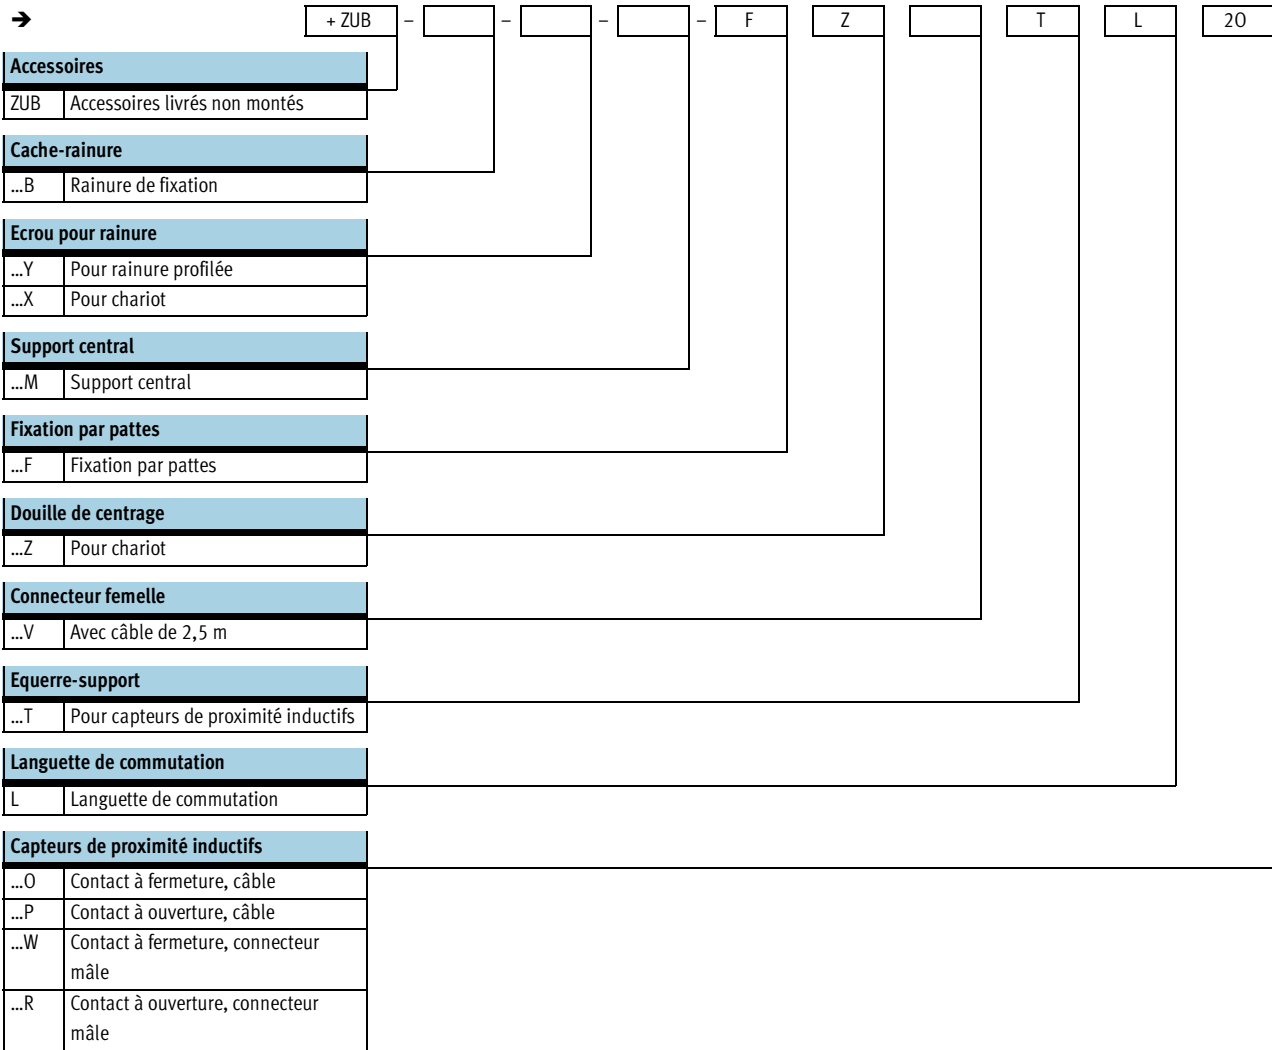 ➔ + ZUB – – – – F Z T L 2O
Accessoires
ZUB Accessoires livrés non montés
Cache-rainure
...B Rainure de fixation
Ecrou pour rainure
...Y Pour rainure profilée
...X Pour chariot
Support central
...M Support central
Fixation par pattes
...F Fixation par pattes
Douille de centrage
...Z Pour chariot
Connecteur femelle
...V Avec câble de 2,5 m
Equerre-support
...T Pour capteurs de proximité inductifs
Languette de commutation
L Languette de commutation
Capteurs de proximité inductifs
...O Contact à fermeture, câble
...P Contact à ouverture, câble
...W Contact à fermeture, connecteur
mâle
...R Contact à ouverture, connecteur
mâle